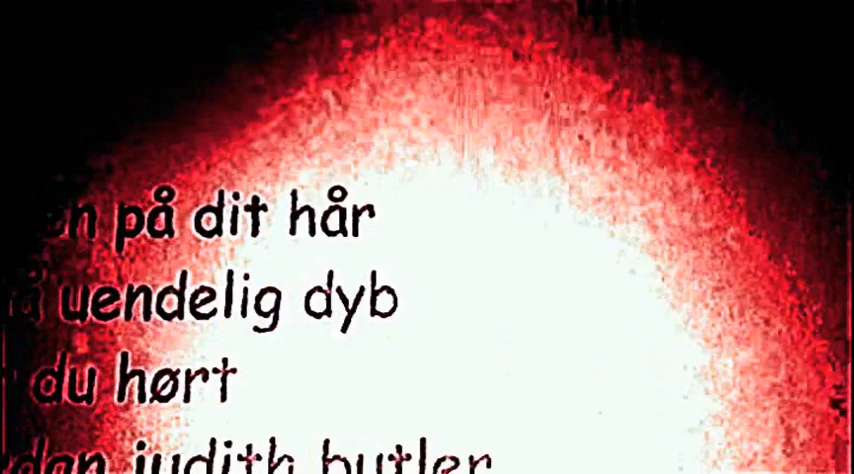 på dit hår
uendelig dyb
du hørt
judith butler